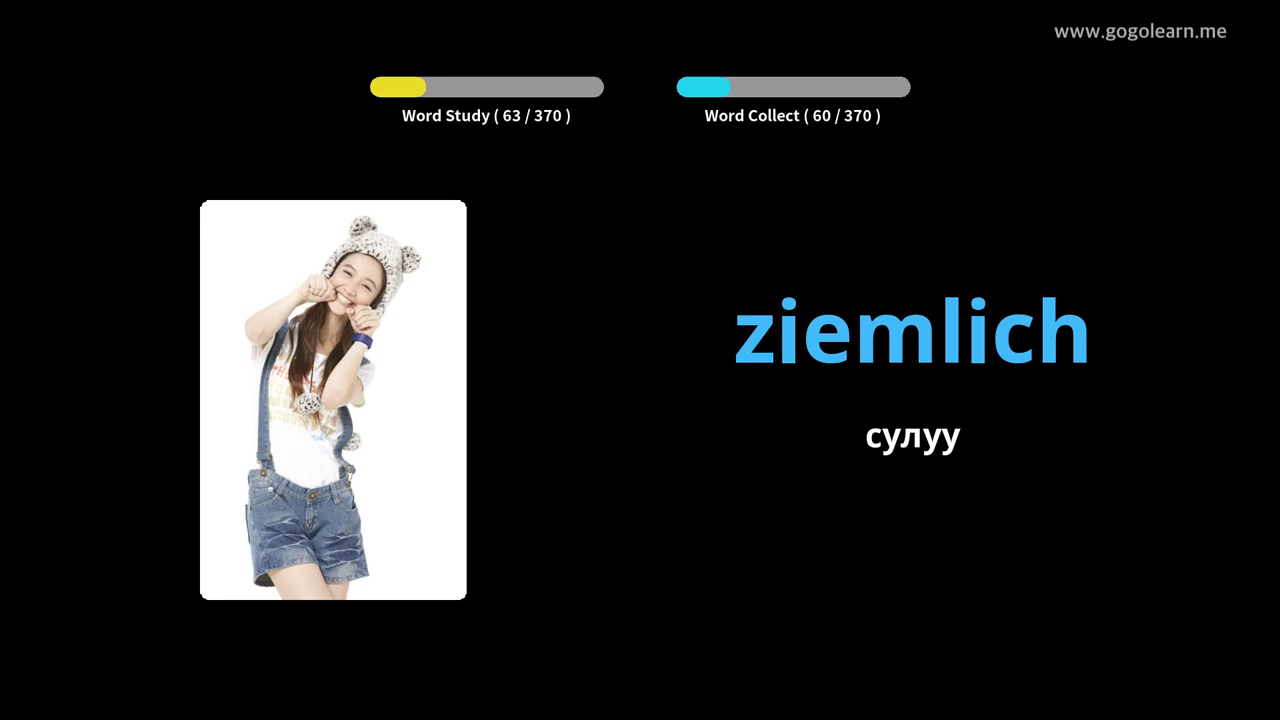 www.gogolearn.me
Word Study ( 63 / 370 )
Word Collect ( 60 / 370 )
ziemlich
сулуу